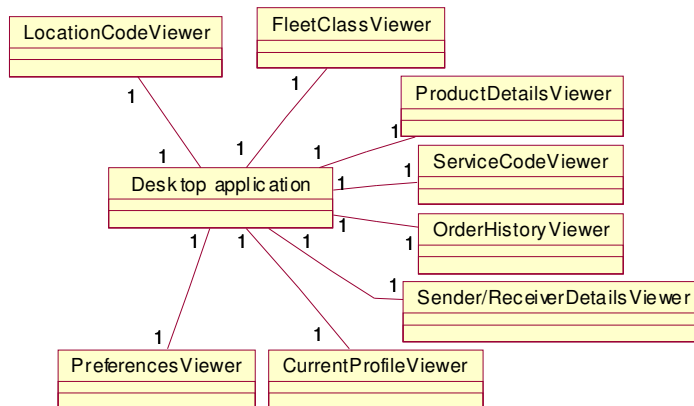 FleetClassViewer
LocationCodeViewer
1
1
ProductDetailsViewer
1
1
1
1
ServiceCodeViewer
1
Desktop application
1
1
OrderHistoryViewer
1
1
1
1
1
Sender/ReceiverDetailsViewer
1
1
PreferencesViewer
CurrentProfileViewer